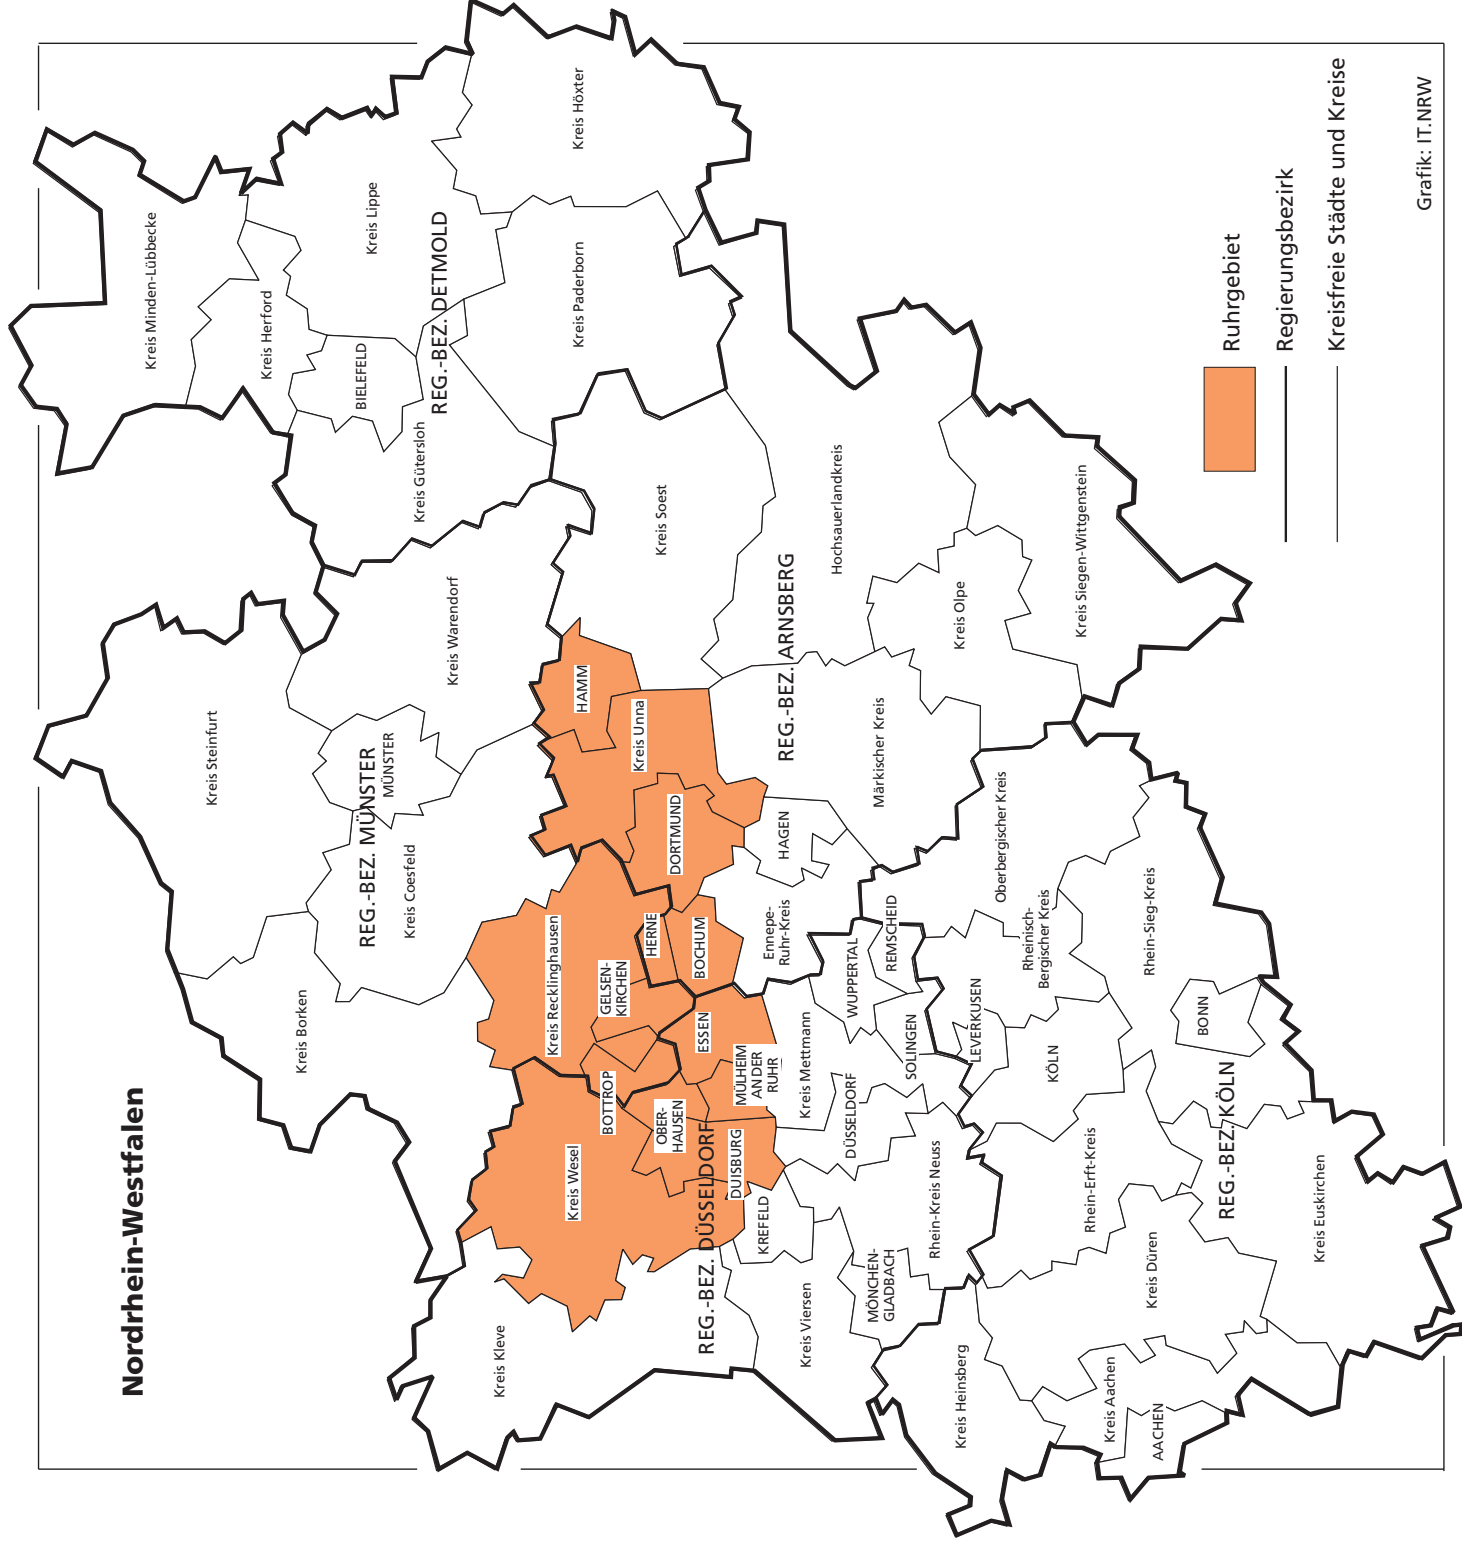 Nordrhein-Westfalen
Kreis Minden-Lübbecke
Kreis Steinfurt
Kreis Herford
Kreis Lippe
BIELEFELD
REG.-BEZ. DETMOLD
Kreis Gütersloh
Kreis Höxter
Kreis Paderborn
Kreis Borken
REG.-BEZ. MÜNSTER
MÜNSTER
Kreis Coesfeld
Kreis Warendorf
Kreis Soest
HAMM
Kreis Unna
DORTMUND
Kreis Recklinghausen
HERNE
BOCHUM
GELSEN-
KIRCHEN
ESSEN
BOTTROP
OBER-
HAUSEN
MÜLHEIM
AN DER
RUHR
DUISBURG
Kreis Wesel
Kreis Kleve
REG.-BEZ. DÜSSELDORF
KREFELD
Kreis Viersen
MÖNCHEN-
GLADBACH
Rhein-Kreis Neuss
DÜSSELDORF
Kreis Mettmann
WUPPERTAL
REMSCHEID
SOLINGEN
Ennepe-
Ruhr-Kreis
HAGEN
REG.-BEZ. ARNSBERG
Märkischer Kreis
Hochsauerlandkreis
Kreis Olpe
Kreis Siegen-Wittgenstein
Oberbergischer Kreis
Rheinisch-
Bergischer Kreis
LEVERKUSEN
KÖLN
Rhein-Sieg-Kreis
BONN
REG.-BEZ. KÖLN
Rhein-Erft-Kreis
Kreis Düren
Kreis Euskirchen
Kreis Heinsberg
Kreis Aachen
AACHEN
Ruhrgebiet
Regierungsbezirk
Kreisfreie Städte und Kreise
Grafik: IT.NRW